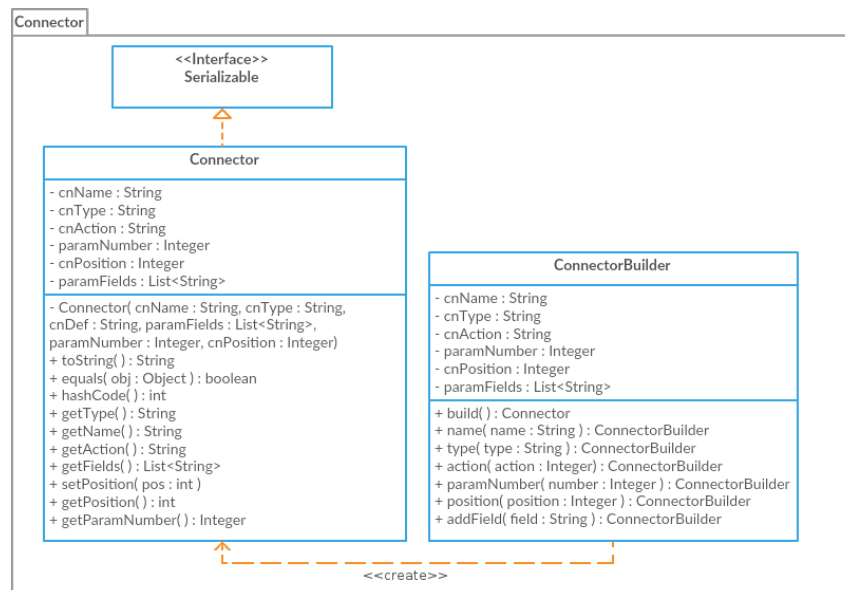 Connector
<<Interface>>
Serializable
Connector
- cnName : String
- cnType : String
- cnAction : String
- paramNumber : Integer
- cnPosition : Integer
- paramFields : List<String>
- Connector( cnName : String, cnType : String,
cnDef : String, paramFields : List<String>,
paramNumber : Integer, cnPosition : Integer)
+ toString( ) : String
+ equals( obj : Object ) : boolean
+ hashCode( ) : int
+ getType( ) : String
+ getName( ) : String
+ getAction( ) : String
+ getFields( ) : List<String>
+ setPosition( pos : int )
+ getPosition( ) : int
+ getParamNumber( ) : Integer
ConnectorBuilder
- cnName : String
- cnType : String
- cnAction : String
- paramNumber : Integer
- cnPosition : Integer
- paramFields : List<String>
+ build( ) : Connector
+ name( name : String ) : ConnectorBuilder
+ type( type : String ) : ConnectorBuilder
+ action( action : Integer) : ConnectorBuilder
+ paramNumber( number : Integer ) : ConnectorBuilder
+ position( position : Integer ) : ConnectorBuilder
+ addField( field : String ) : ConnectorBuilder
<<create>>